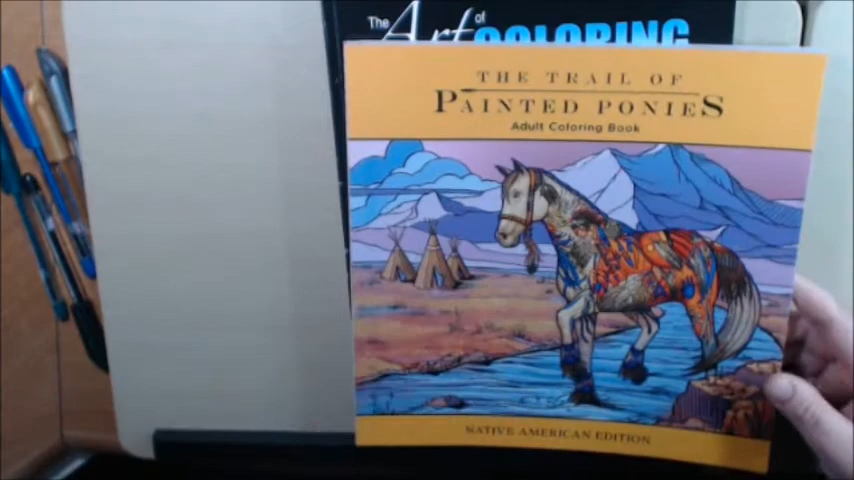 The Art of
COLORING
THE TRAIL OF
PAINTED PONIES
Adult Coloring Book
NATIVE AMERICAN EDITION